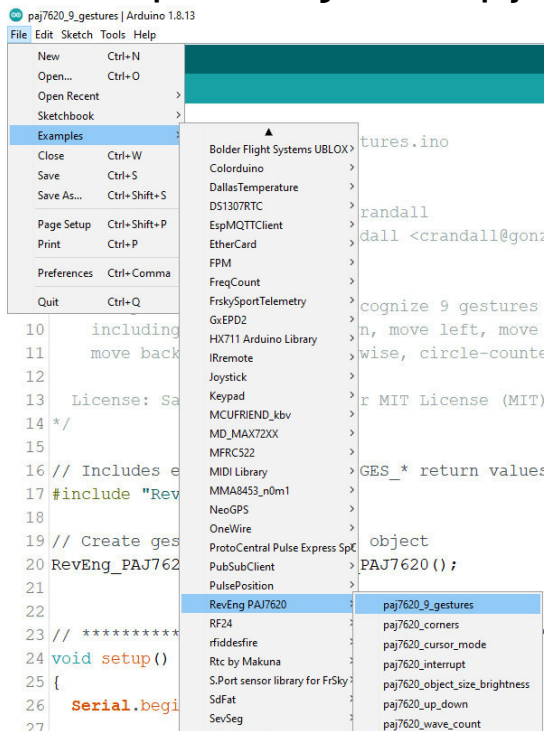 paj7620_9_gestures | Arduino 1.8.13
File Edit Sketch Tools Help
New Ctrl+N
Open... Ctrl+O
Open Recent
Sketchbook
Examples
Close Ctrl+W
Save Ctrl+S
Save As... Ctrl+Shift+S
Page Setup Ctrl+Shift+P
Print Ctrl+P
Preferences Ctrl+Comma
Quit Ctrl+Q
Bolder Flight Systems UBLOX
Colorduino
DallasTemperature
DS1307RTC
EspMQTTClient
EtherCard
FPM
FreqCount
FrskySportTelemetry
GxEPD2
HX711 Arduino Library
IRremote
Joystick
Keypad
MCUFRIEND_kbv
MD_MAX72XX
MFRC522
MIDI Library
MMA8453_n0m1
NeoGPS
OneWire
ProtoCentral Pulse Express Sp
PubSubClient
PulsePosition
RevEng PAJ7620
RF24
rfiddesfire
Rtc by Makuna
S.Port sensor library for FrSky
SdFat
SevSeg
paj7620_9_gestures
paj7620_corners
paj7620_cursor_mode
paj7620_interrupt
paj7620_object_size_brightness
paj7620_up_down
paj7620_wave_count
tures.ino
randall
dall <crandall@gonz
cognize 9 gestures
10 including n, move left, move
11 move back wise, circle-counte
12
13 License: Sa r MIT License (MIT)
14 */
15
16 // Includes e GES_* return values
17 #include "Rev
18
19 // Create ges object
20 RevEng_PAJ762 PAJ7620();
21
22
23 // **********
24 void setup()
25 {
26 Serial.begi
27